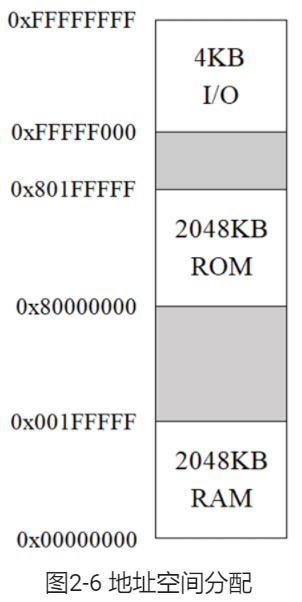 0xFFFFFFFF
4KB
I/O
0xFFFFF000
0x801FFFFF
2048KB
ROM
0x80000000
0x001FFFFF
2048KB
RAM
0x00000000
图2-6 地址空间分配